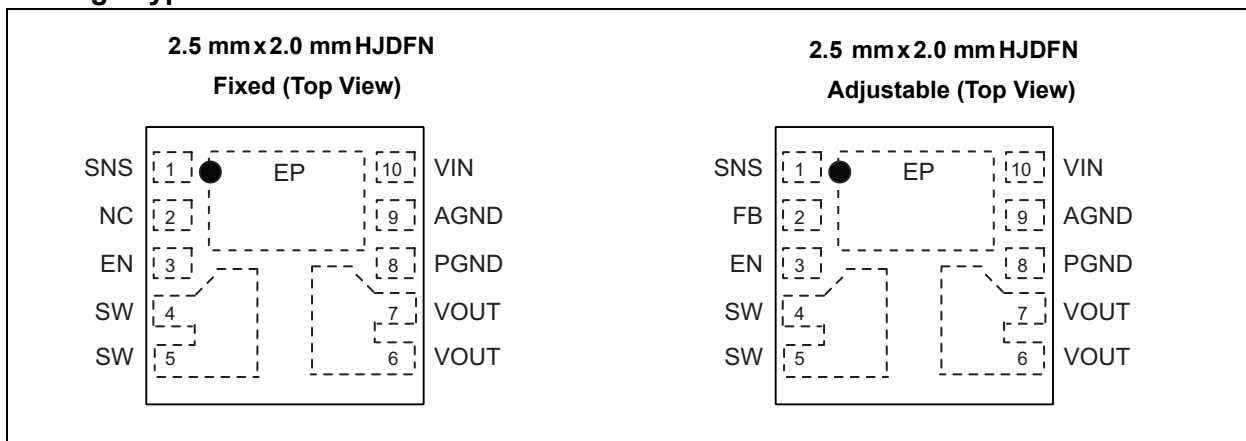 2.5 mm x 2.0 mm HJDFN
Fixed (Top View)
SNS 1 EP 10 VIN
NC 2 9 AGND
EN 3 8 PGND
SW 4 7 VOUT
SW 5 6 VOUT
2.5 mm x 2.0 mm HJDFN
Adjustable (Top View)
SNS 1 EP 10 VIN
FB 2 9 AGND
EN 3 8 PGND
SW 4 7 VOUT
SW 5 6 VOUT